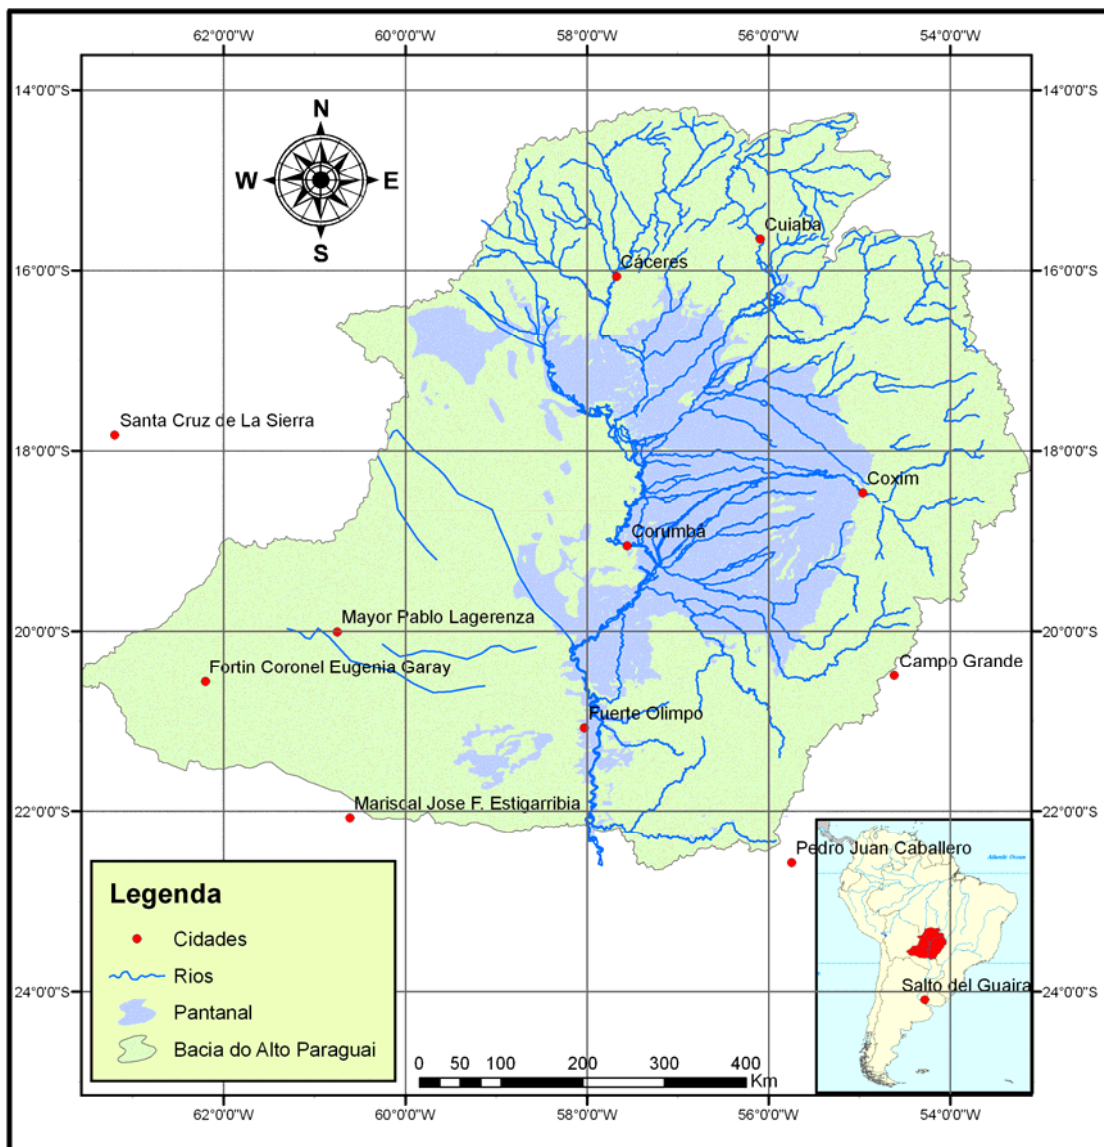 62°0'0"W 60°0'0"W 58°0'0"W 56°0'0"W 54°0'0"W
14°0'0"S 14°0'0"S
N
W E
S
Cuiaba
Cáceres
16°0'0"S 16°0'0"S
Santa Cruz de La Sierra
18°0'0"S 18°0'0"S
Coxim
Corumbá
Mayor Pablo Lagerenza
20°0'0"S 20°0'0"S
Fortin Coronel Eugenia Garay
Campo Grande
Fuerte Olimpo
Mariscal Jose F. Estigarribia
22°0'0"S 22°0'0"S
Pedro Juan Caballero
Atlantic Ocean
Legenda
Cidades
Rios
Pantanal
Bacia do Alto Paraguai
Salto del Guaira
24°0'0"S 24°0'0"S
0 50 100 200 300 400
Km
62°0'0"W 60°0'0"W 58°0'0"W 56°0'0"W 54°0'0"W